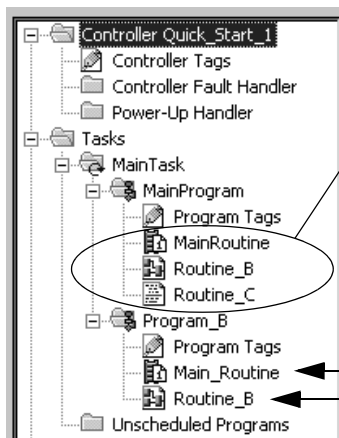 Controller Quick_Start_1
Controller Tags
Controller Fault Handler
Power-Up Handler
Tasks
MainTask
MainProgram
Program Tags
MainRoutine
Routine_B
Routine_C
Program_B
Program Tags
Main_Routine
Routine_B
Unscheduled Programs